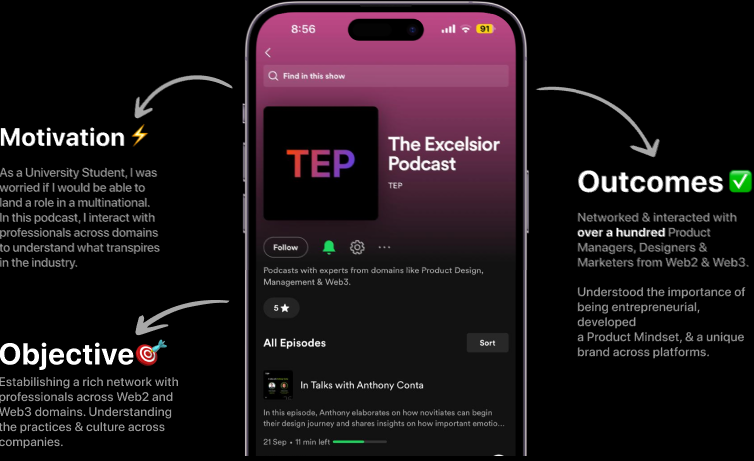 8:56
91
Find in this show
TEP
The Excelsior
Podcast
TEP
Follow
Podcasts with experts from domains like Product Design,
Management & Web3.
5★
All Episodes
Sort
In Talks with Anthony Conta
In this episode, Anthony elaborates on how novitiates can begin
their design journey and shares insights on how important emotio...
21 Sep • 11 min left
Motivation⚡
As a University Student, I was
worried if I would be able to
land a role in a multinational.
In this podcast, I interact with
professionals across domains
to understand what transpires
in the industry.
Objective🎯
Establishing a rich network with
professionals across Web2 and
Web3 domains. Understanding
the practices & culture across
companies.
Outcomes ✅
Networked & interacted with
over a hundred Product
Managers, Designers &
Marketers from Web2 & Web3.
Understood the importance of
being entrepreneurial,
developed
a Product Mindset, & a unique
brand across platforms.